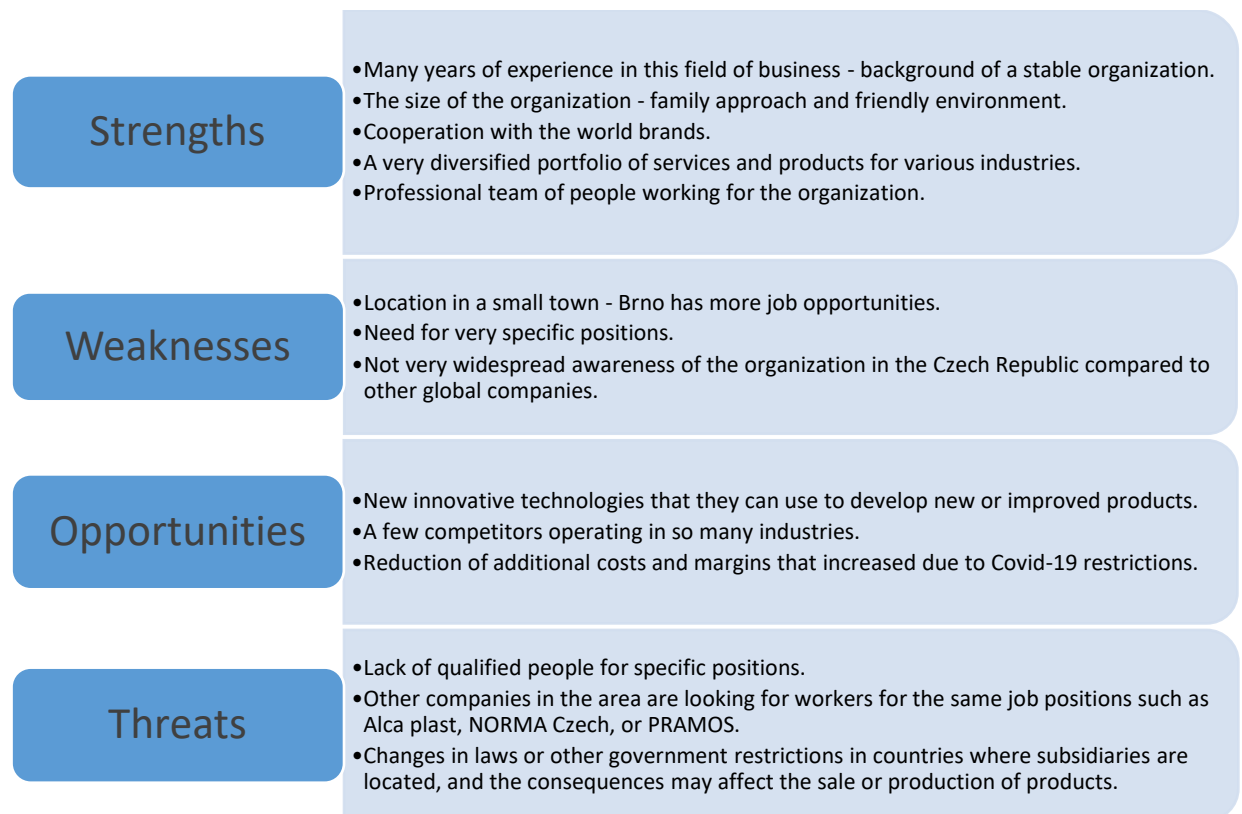 Strengths
•Many years of experience in this field of business - background of a stable organization.
•The size of the organization - family approach and friendly environment.
•Cooperation with the world brands.
•A very diversified portfolio of services and products for various industries.
•Professional team of people working for the organization.
Weaknesses
•Location in a small town - Brno has more job opportunities.
•Need for very specific positions.
•Not very widespread awareness of the organization in the Czech Republic compared to
other global companies.
Opportunities
•New innovative technologies that they can use to develop new or improved products.
•A few competitors operating in so many industries.
•Reduction of additional costs and margins that increased due to Covid-19 restrictions.
Threats
•Lack of qualified people for specific positions.
•Other companies in the area are looking for workers for the same job positions such as
Alca plast, NORMA Czech, or PRAMOS.
•Changes in laws or other government restrictions in countries where subsidiaries are
located, and the consequences may affect the sale or production of products.